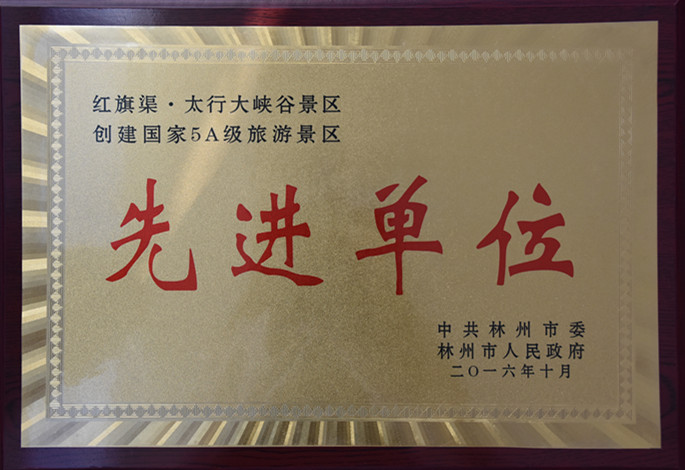 红旗渠·太行大峡谷景区
创建国家5A级旅游景区
先进单位
中共林州市委
林州市人民政府
二〇一六年十月